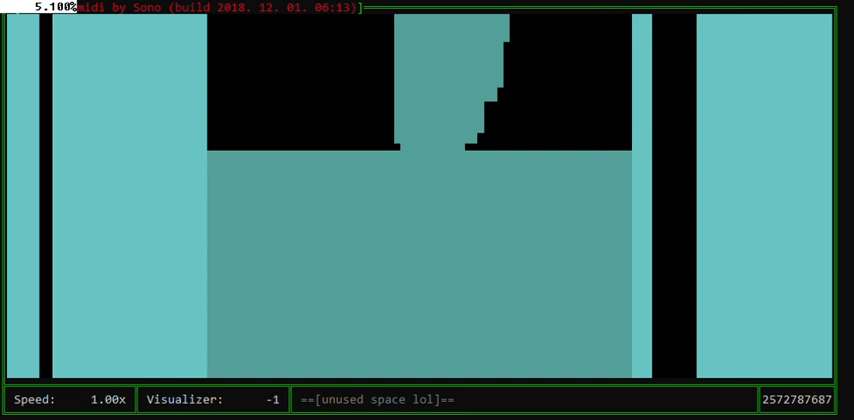 5.100%midi by Sono (build 2018. 12. 01. 06:13)]
Speed: 1.00x Visualizer: -1 ==[unused space lol]== 2572787687